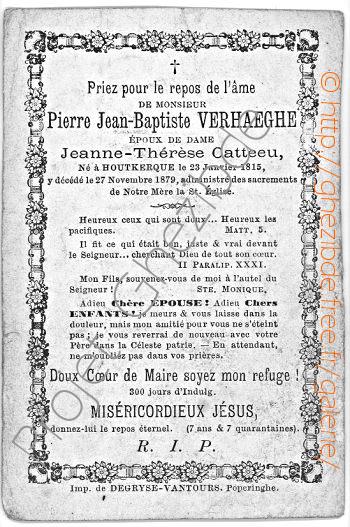 †
Priez pour le repos de l'âme
DE MONSIEUR
Pierre Jean-Baptiste VERHAEGHE
ÉPOUX DE DAME
Jeanne-Thérèse Catteeu,
Né à HOUTKERQUE le 23 Janvier 1815,
y décédé le 27 Novembre 1879, administré des sacrements
de Notre Mère la St. Église.
Heureux ceux qui sont doux... Heureux les
pacifiques. MATT. 5.
Il fit ce qui était bon, juste & vrai devant
le Seigneur... cherchant Dieu de tout son cœur.
II PARALIP. XXXI.
Mon Fils, souvenez-vous de moi à l'autel du
Seigneur! STE. MONIQUE,
Adieu Chère ÉPOUSE! Adieu Chers
ENFANTS! je meurs & vous laisse dans la
douleur, mais mon amitié pour vous ne s'éteint
pas; je vous reverrai de nouveau avec votre
Père dans la Céleste patrie. — En attendant,
ne m'oubliéz pas dans vos prières.
Doux Cœur de Marie soyez mon refuge!
300 jours d'Indulg.
MISÉRICORDIEUX JÉSUS,
donnez-lui le repos éternel. (7 ans & 7 quarantaines).
R. I. P.
Imp. de DEGRYSE-VANTOURS, Poperinghe.
© http://ghezibde.free.fr/galerie/
Projet Ghezibde